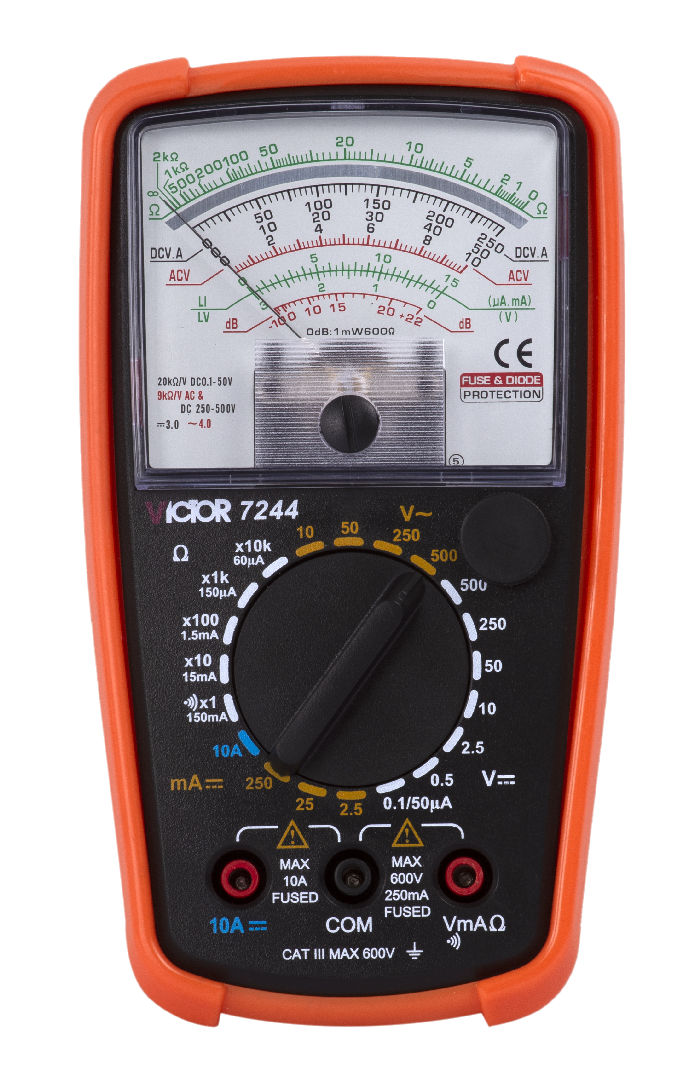 2kΩ
1kΩ
500 200 100 50 20 10 5 2 1 0
Ω ∞ Ω
0 50 100 150 200 250
0 10 20 30 40 50
0 2 4 6 8 10
DCV.A DCV.A
ACV ACV
0 5 10 15
LI (μA.mA)
LV (V)
3 2 1 0
dB -10 0 10 15 20 +22 dB
0dB:1mW600Ω
CE
20kΩ/V DC0.1-50V
9kΩ/V AC &
DC 250-500V
⎓3.0 ~4.0
FUSE & DIODE
PROTECTION
5
VICTOR 7244
V~
10 50 250 500
Ω
x10k
60μA
x1k
150μA
x100
1.5mA
x10
15mA
x1
150mA
10A
500
250
50
10
2.5
0.5
V⎓
mA⎓
250
25
2.5
0.1/50μA
MAX
10A
FUSED
MAX
600V
250mA
FUSED
10A⎓
COM
VmAΩ
CAT III MAX 600V